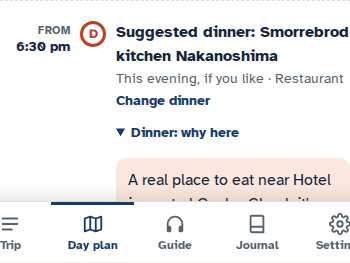 FROM
6:30 pm
D
Suggested dinner: Smorrebrod
kitchen Nakanoshima
This evening, if you like · Restaurant
Change dinner
▼ Dinner: why here
A real place to eat near Hotel
Trip
Day plan
Guide
Journal
Settin